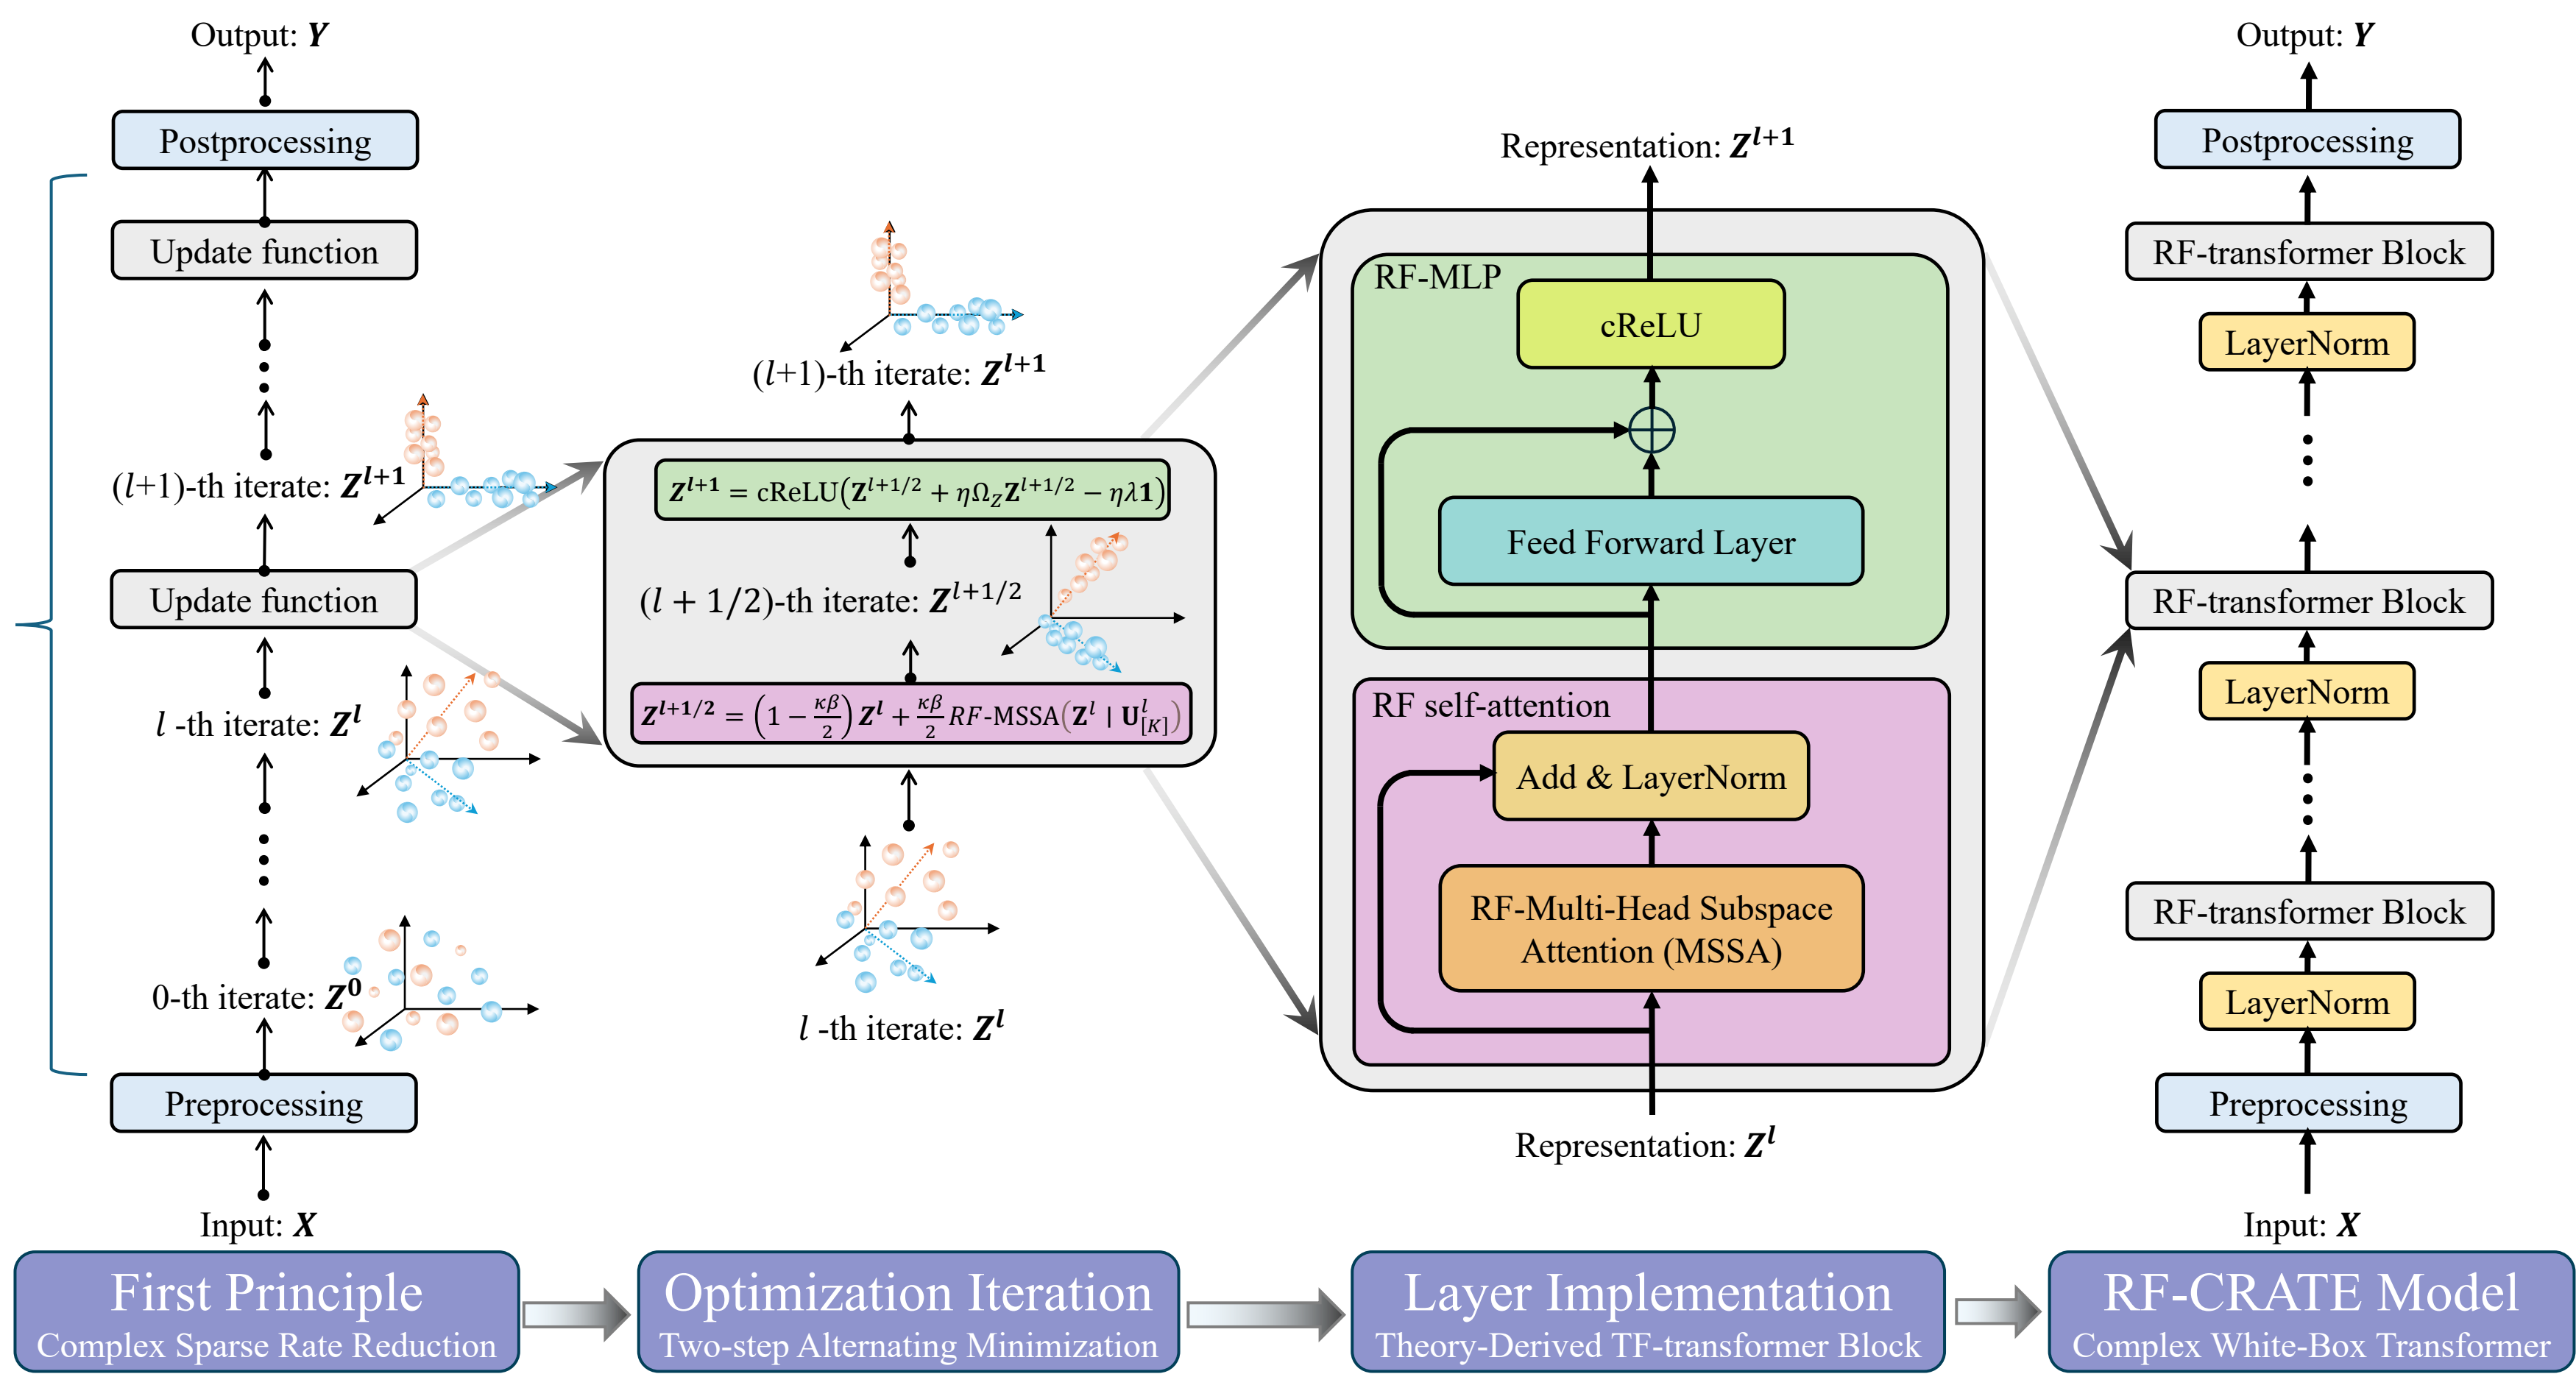 Output: Y
Postprocessing
Update function
(l+1)-th iterate: Z^{l+1}
Update function
l -th iterate: Z^l
0-th iterate: Z^0
Preprocessing
Input: X
First Principle
Complex Sparse Rate Reduction
(l+1)-th iterate: Z^{l+1}
Z^{l+1} = cReLU(Z^{l+1/2} + ηΩ_Z Z^{l+1/2} − ηλ1)
(l + 1/2)-th iterate: Z^{l+1/2}
Z^{l+1/2} = (1 − κβ/2) Z^l + κβ/2 RF-MSSA(Z^l | U^l_{[K]})
l -th iterate: Z^l
Optimization Iteration
Two-step Alternating Minimization
Representation: Z^{l+1}
RF-MLP
cReLU
Feed Forward Layer
RF self-attention
Add & LayerNorm
RF-Multi-Head Subspace
Attention (MSSA)
Representation: Z^l
Layer Implementation
Theory-Derived TF-transformer Block
Output: Y
Postprocessing
RF-transformer Block
LayerNorm
RF-transformer Block
LayerNorm
RF-transformer Block
LayerNorm
Preprocessing
Input: X
RF-CRATE Model
Complex White-Box Transformer